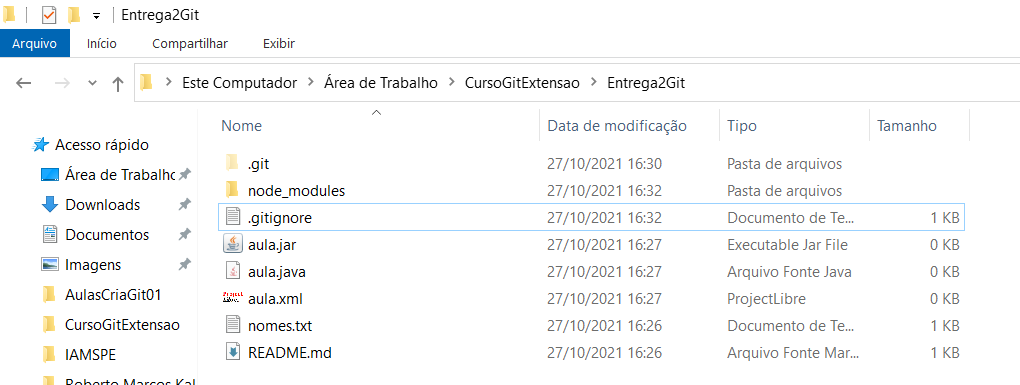 Entrega2Git
Arquivo Início Compartilhar Exibir
Este Computador Área de Trabalho CursoGitExtensao Entrega2Git
Nome Data de modificação Tipo Tamanho
Acesso rápido
Área de Trabalho
Downloads
Documentos
Imagens
AulasCriaGit01
CursoGitExtensao
IAMSPE
Roberto Marcos Kal
.git 27/10/2021 16:30 Pasta de arquivos
node_modules 27/10/2021 16:32 Pasta de arquivos
.gitignore 27/10/2021 16:32 Documento de Te... 1 KB
aula.jar 27/10/2021 16:27 Executable Jar File 0 KB
aula.java 27/10/2021 16:27 Arquivo Fonte Java 0 KB
aula.xml 27/10/2021 16:27 ProjectLibre 0 KB
nomes.txt 27/10/2021 16:26 Documento de Te... 1 KB
README.md 27/10/2021 16:26 Arquivo Fonte Mar... 1 KB